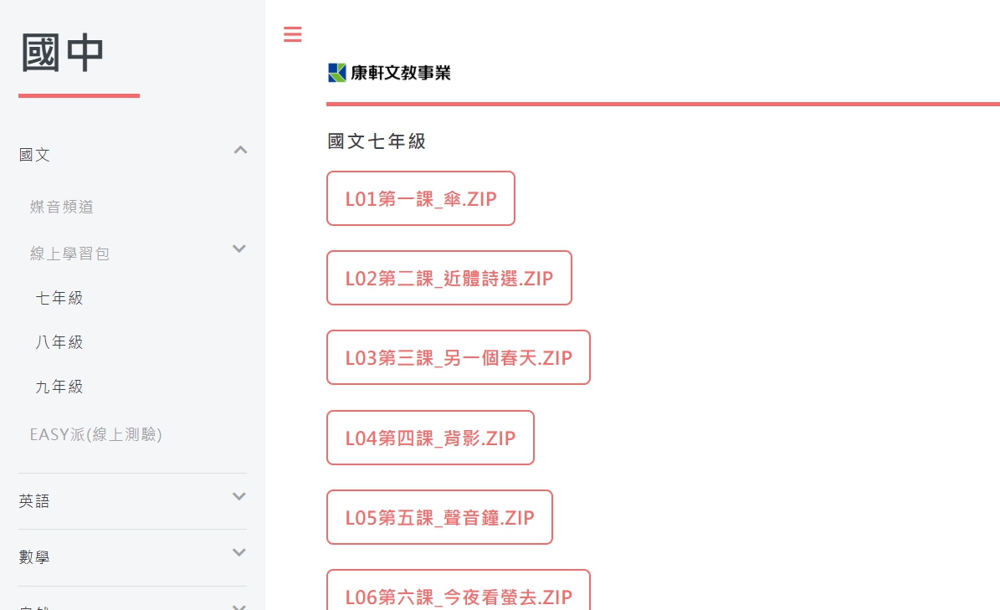 國中
國文
媒音頻道
線上學習包
七年級
八年級
九年級
EASY派(線上測驗)
英語
數學
康軒文教事業
國文七年級
L01第一課_傘.ZIP
L02第二課_近體詩選.ZIP
L03第三課_另一個春天.ZIP
L04第四課_背影.ZIP
L05第五課_聲音鐘.ZIP
L06第六課_今夜看螢去.ZIP